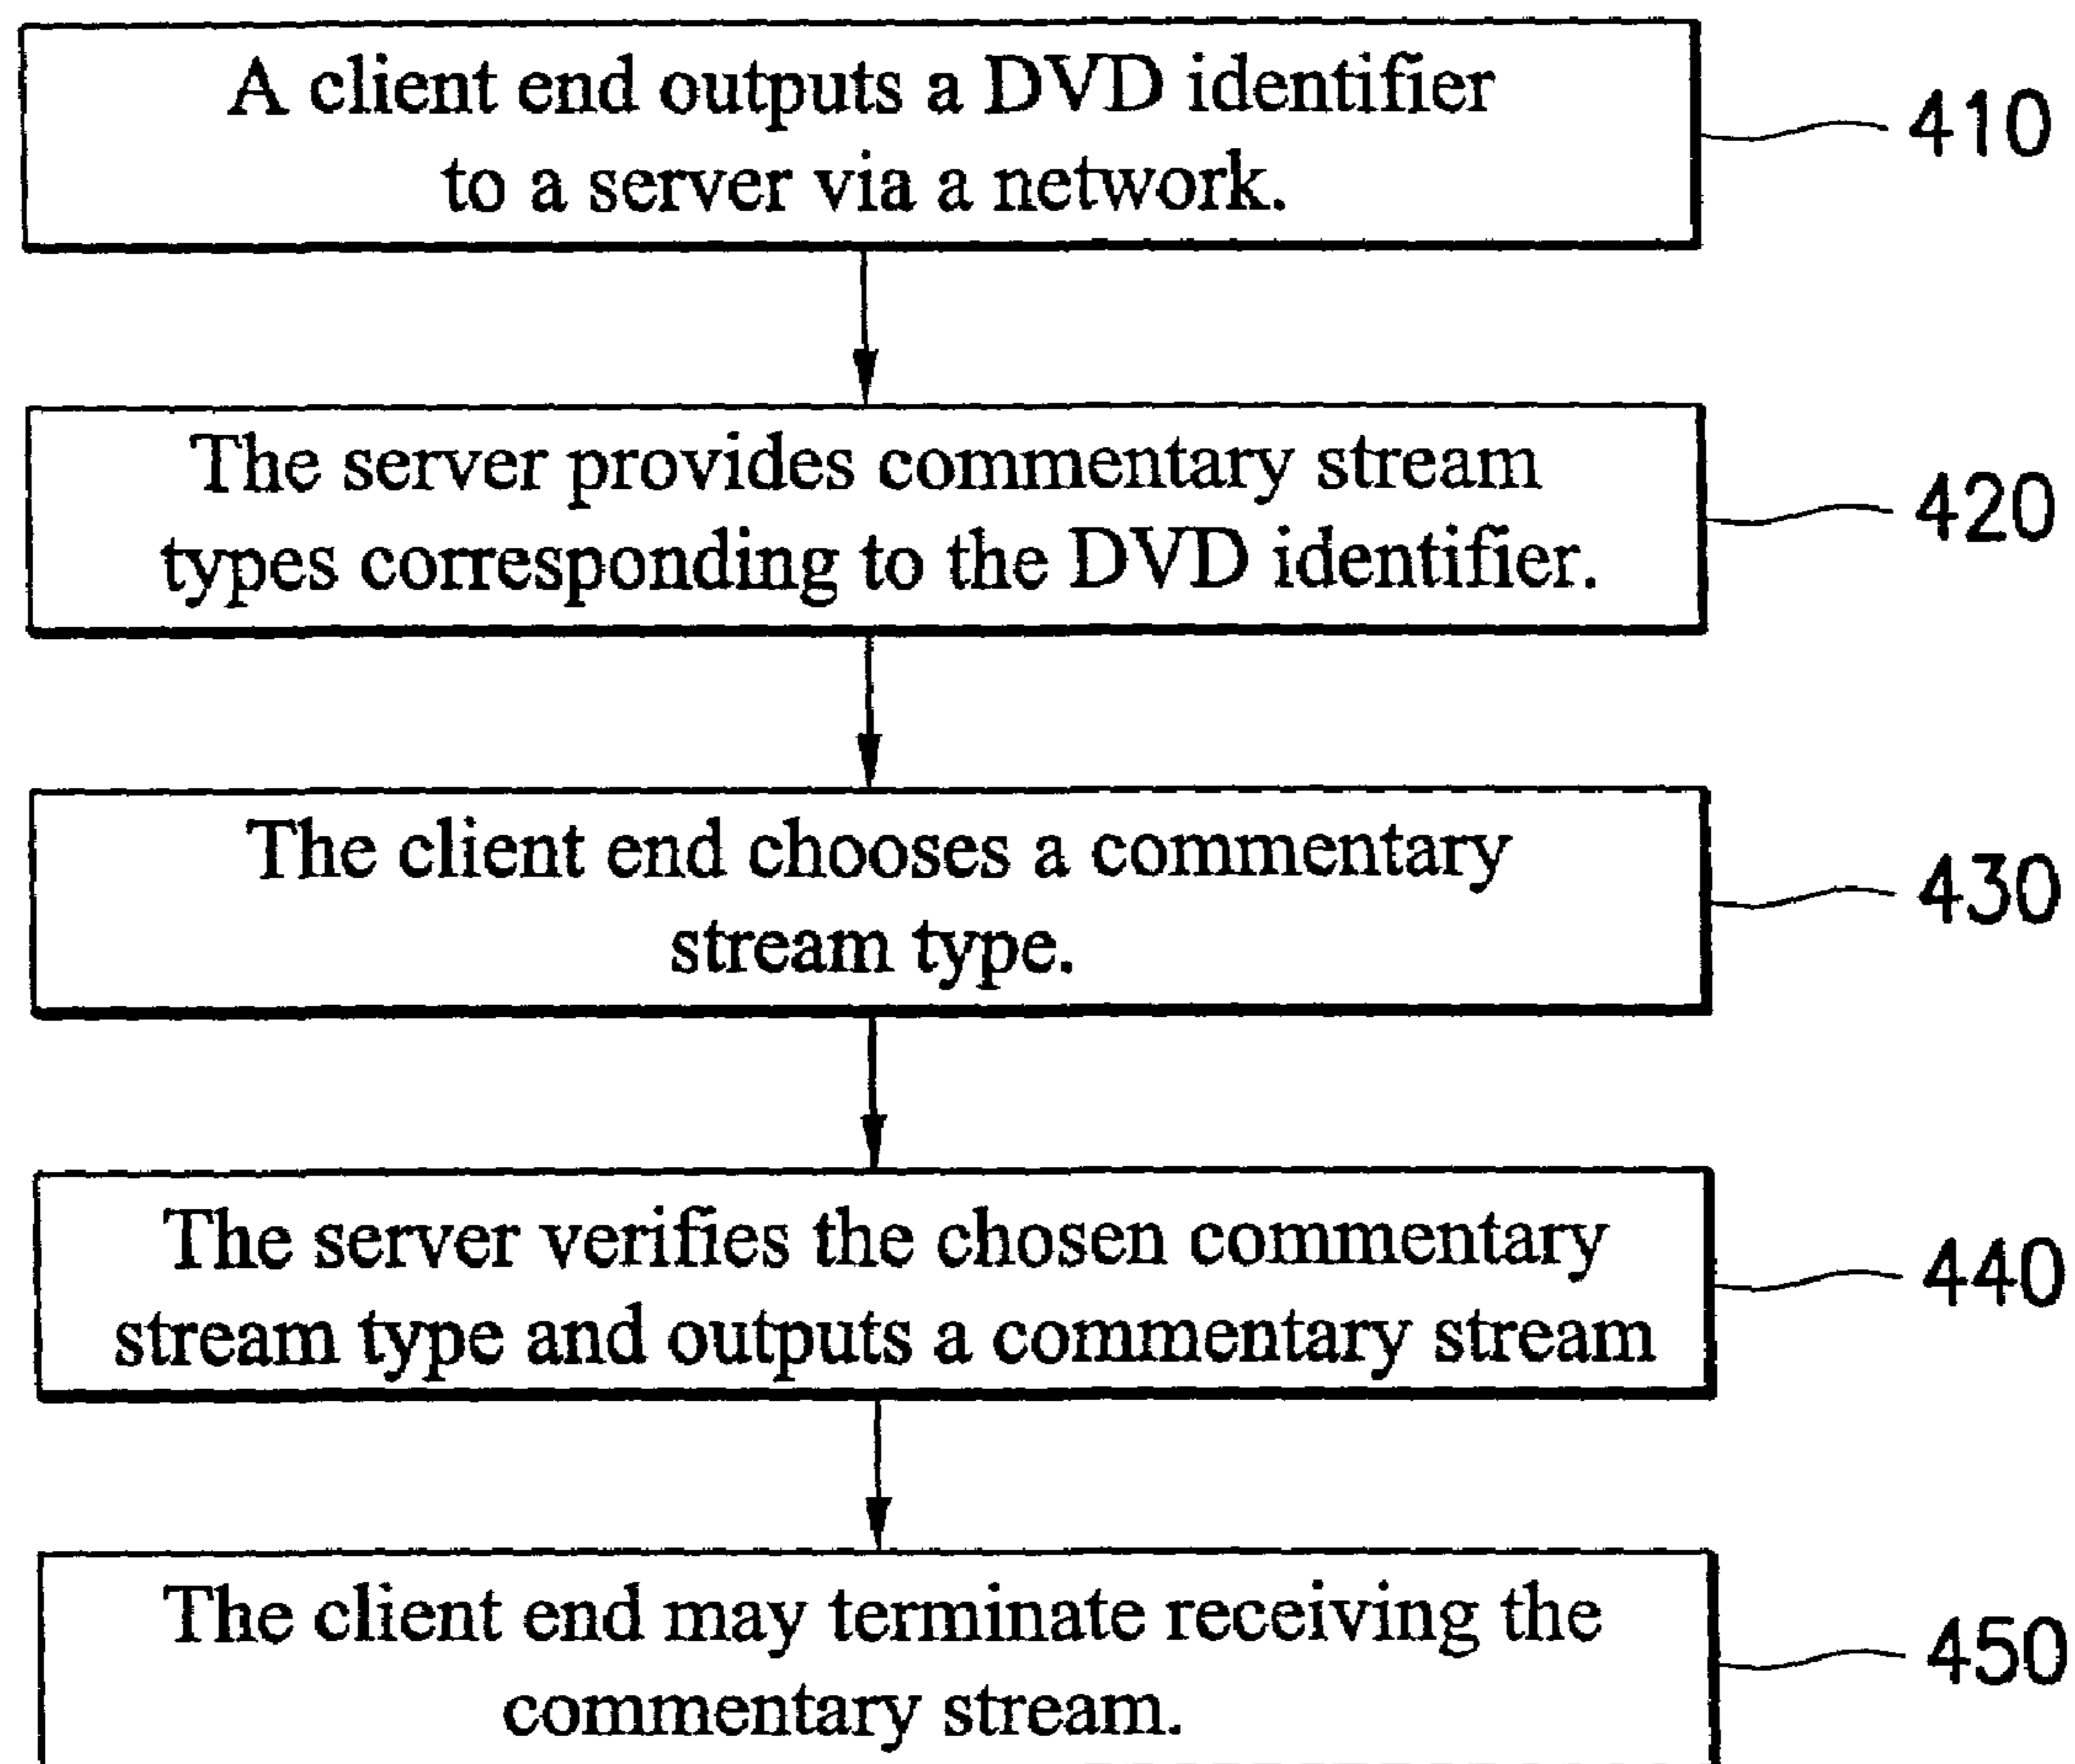 A client end outputs a DVD identifier
to a server via a network.
410
The server provides commentary stream
types corresponding to the DVD identifier.
420
The client end chooses a commentary
stream type.
430
The server verifies the chosen commentary
stream type and outputs a commentary stream
440
The client end may terminate receiving the
commentary stream.
450